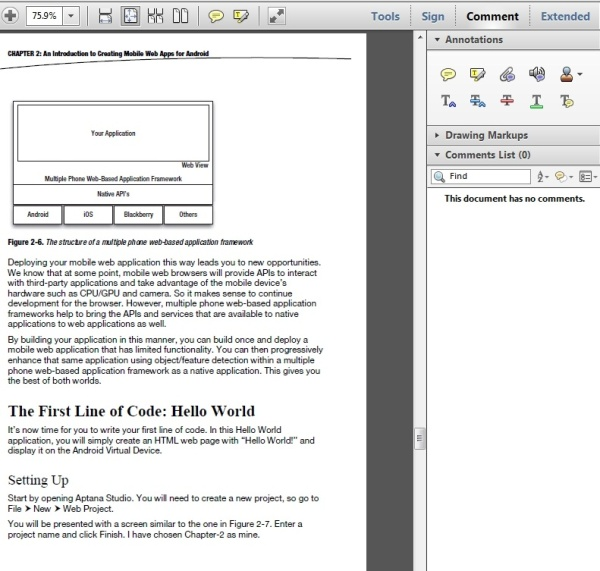 75.9%
Tools Sign Comment Extended
Annotations
Drawing Markups
Comments List (0)
Find
This document has no comments.
CHAPTER 2: An Introduction to Creating Mobile Web Apps for Android
Your Application
Web View
Multiple Phone Web-Based Application Framework
Native API's
Android iOS Blackberry Others
Figure 2-6. The structure of a multiple phone web-based application framework
Deploying your mobile web application this way leads you to new opportunities.
We know that at some point, mobile web browsers will provide APIs to interact
with third-party applications and take advantage of the mobile device's
hardware such as CPU/GPU and camera. So it makes sense to continue
development for the browser. However, multiple phone web-based application
frameworks help to bring the APIs and services that are available to native
applications to web applications as well.
By building your application in this manner, you can build once and deploy a
mobile web application that has limited functionality. You can then progressively
enhance that same application using object/feature detection within a multiple
phone web-based application framework as a native application. This gives you
the best of both worlds.
The First Line of Code: Hello World
It's now time for you to write your first line of code. In this Hello World
application, you will simply create an HTML web page with “Hello World!” and
display it on the Android Virtual Device.
Setting Up
Start by opening Aptana Studio. You will need to create a new project, so go to
File ➤ New ➤ Web Project.
You will be presented with a screen similar to the one in Figure 2-7. Enter a
project name and click Finish. I have chosen Chapter-2 as mine.